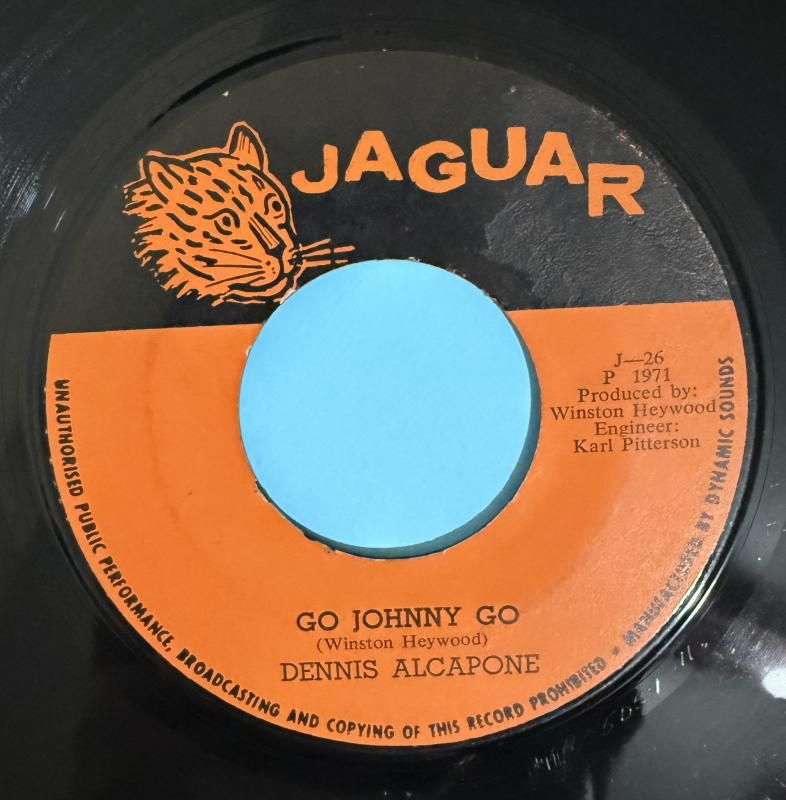 JAGUAR
J—26
P 1971
Produced by:
Winston Heywood
Engineer:
Karl Pitterson
GO JOHNNY GO
(Winston Heywood)
DENNIS ALCAPONE
UNAUTHORISED PUBLIC PERFORMANCE, BROADCASTING AND COPYING OF THIS RECORD PROHIBITED - MANUFACTURED BY DYNAMIC SOUNDS